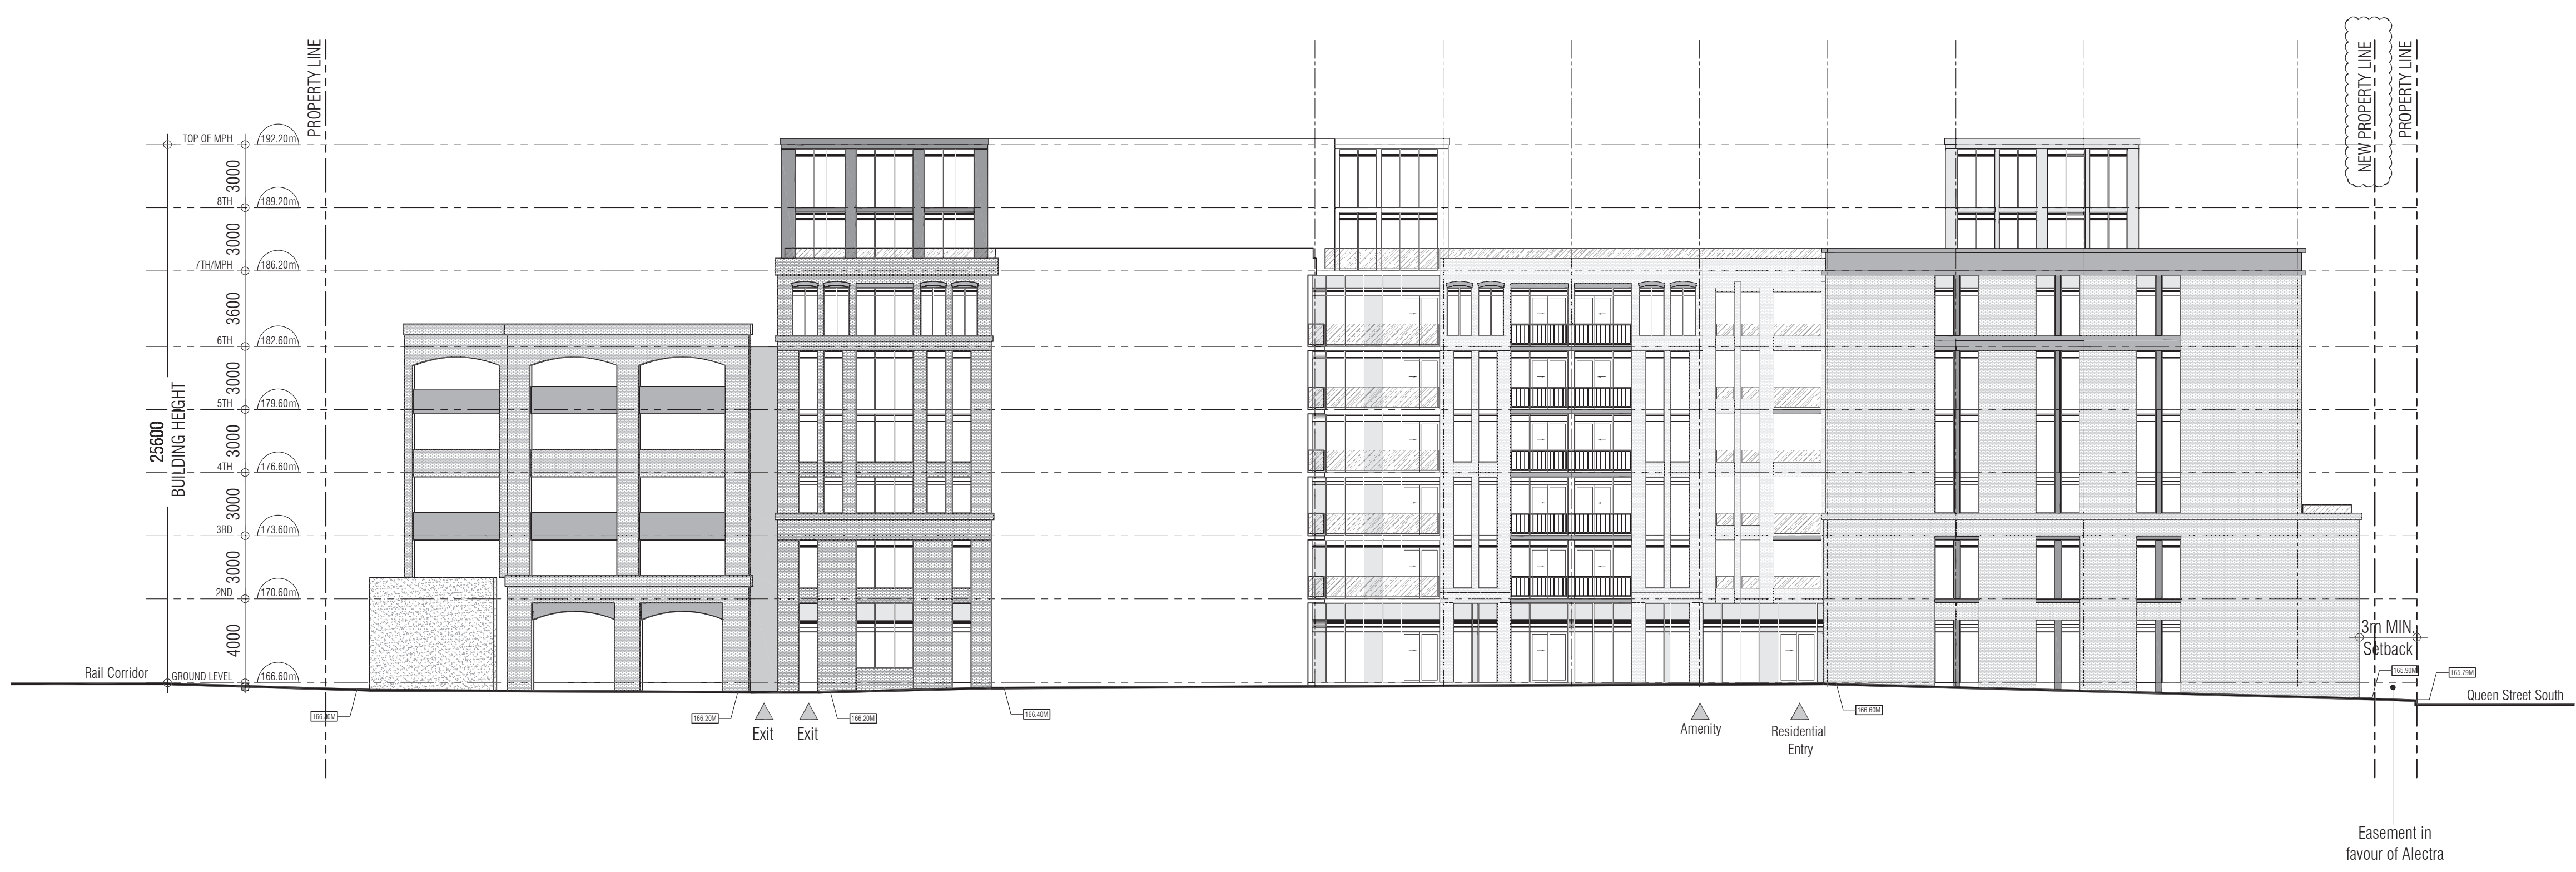 PROPERTY LINE
NEW PROPERTY LINE
PROPERTY LINE
TOP OF MPH 192.20m
3000
8TH 189.20m
3000
7TH/MPH 186.20m
3600
6TH 182.60m
3000
5TH 179.60m
25600
BUILDING HEIGHT
3000
4TH 176.60m
3000
3RD 173.60m
3000
2ND 170.60m
4000
3m MIN.
Setback
Rail Corridor
GROUND LEVEL 166.60m
165.90M
165.79M
Queen Street South
166.20M
166.20M
166.40M
166.60M
Exit
Exit
Amenity
Residential
Entry
Easement in
favour of Alectra